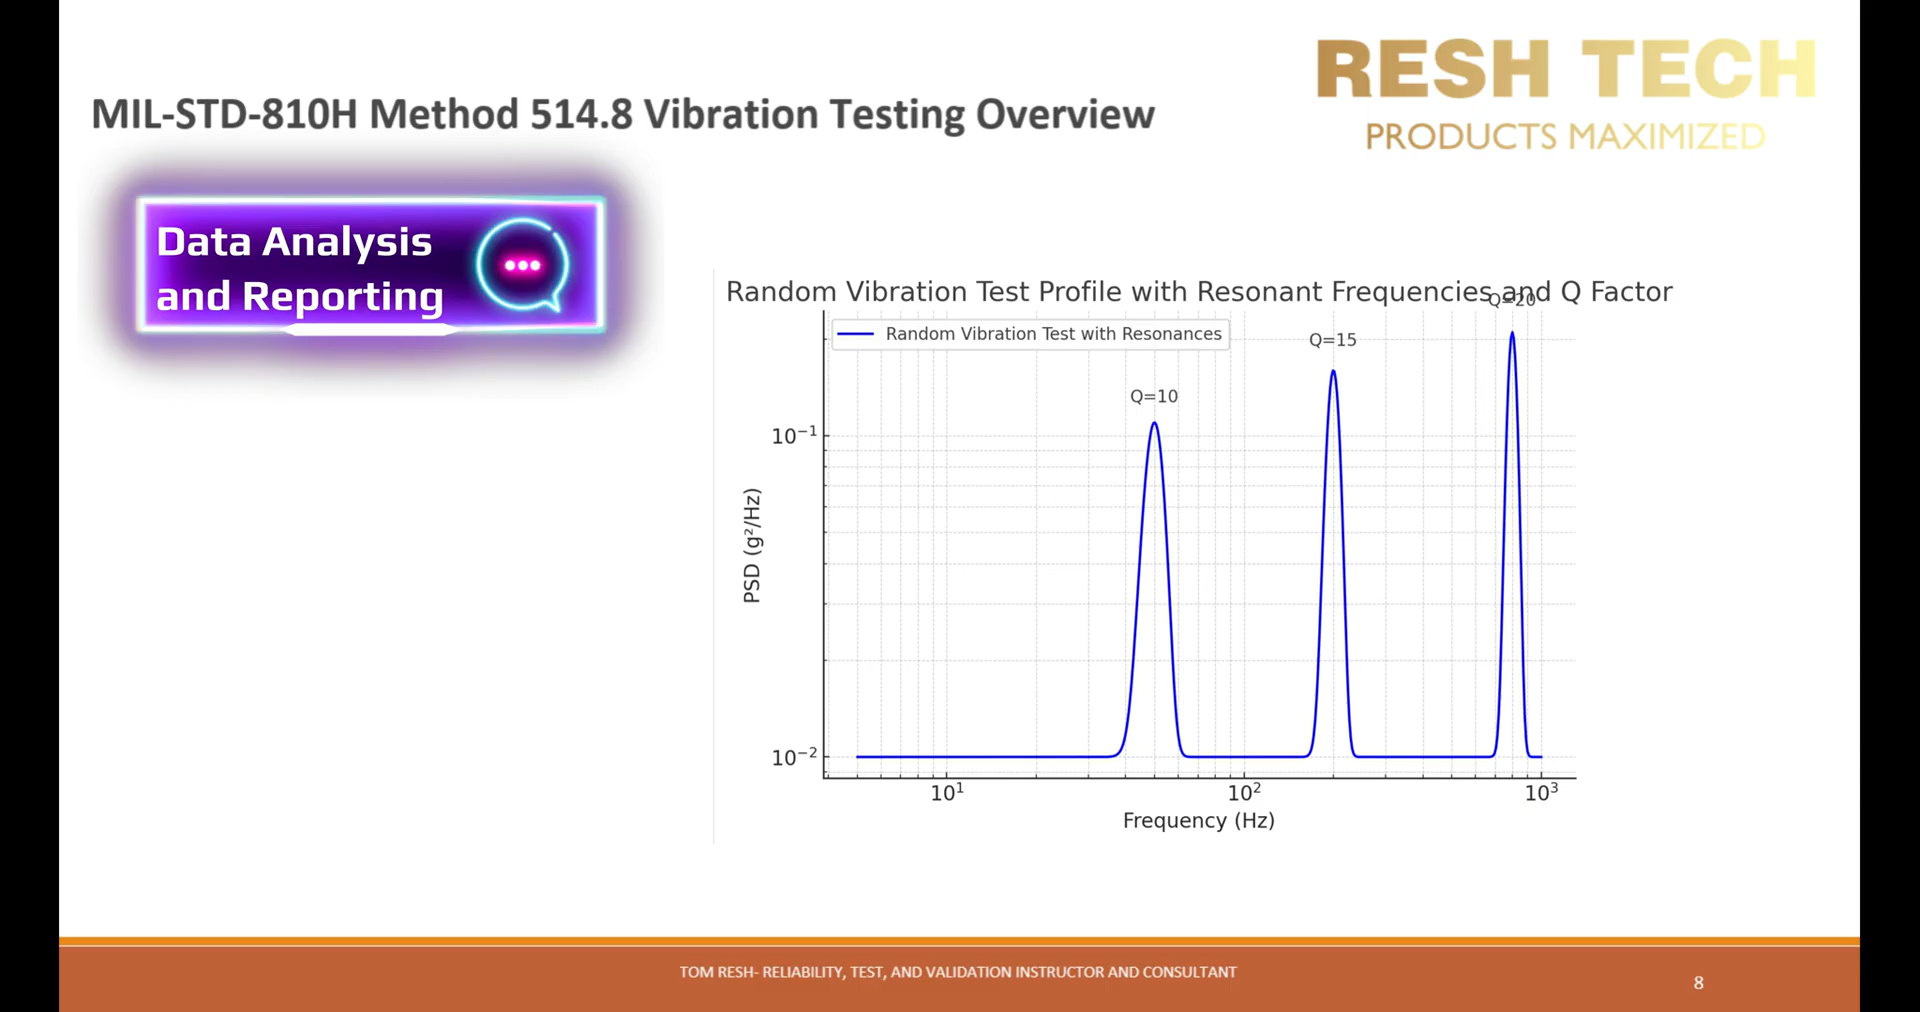 RESH TECH
PRODUCTS MAXIMIZED
MIL-STD-810H Method 514.8 Vibration Testing Overview
Data Analysis
and Reporting
Random Vibration Test Profile with Resonant Frequencies and Q Factor
Q=20
Random Vibration Test with Resonances
Q=15
Q=10
10⁻¹
PSD (g²/Hz)
10⁻²
10¹
10²
10³
Frequency (Hz)
TOM RESH- RELIABILITY, TEST, AND VALIDATION INSTRUCTOR AND CONSULTANT
8